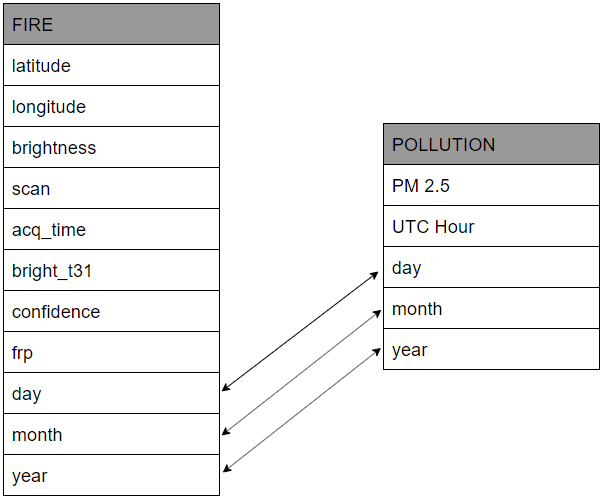 FIRE
latitude
longitude
brightness
scan
acq_time
bright_t31
confidence
frp
day
month
year
POLLUTION
PM 2.5
UTC Hour
day
month
year